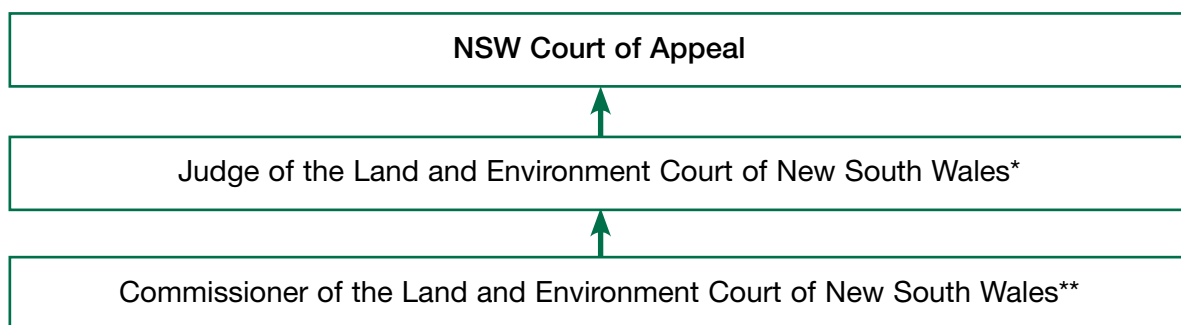 NSW Court of Appeal
Judge of the Land and Environment Court of New South Wales*
Commissioner of the Land and Environment Court of New South Wales**